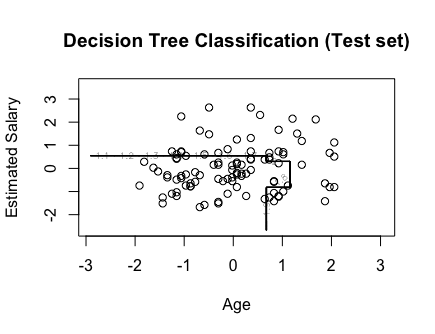 Decision Tree Classification (Test set)
Estimated Salary
3
2
1
0
-2
-3 -2 -1 0 1 2 3
Age